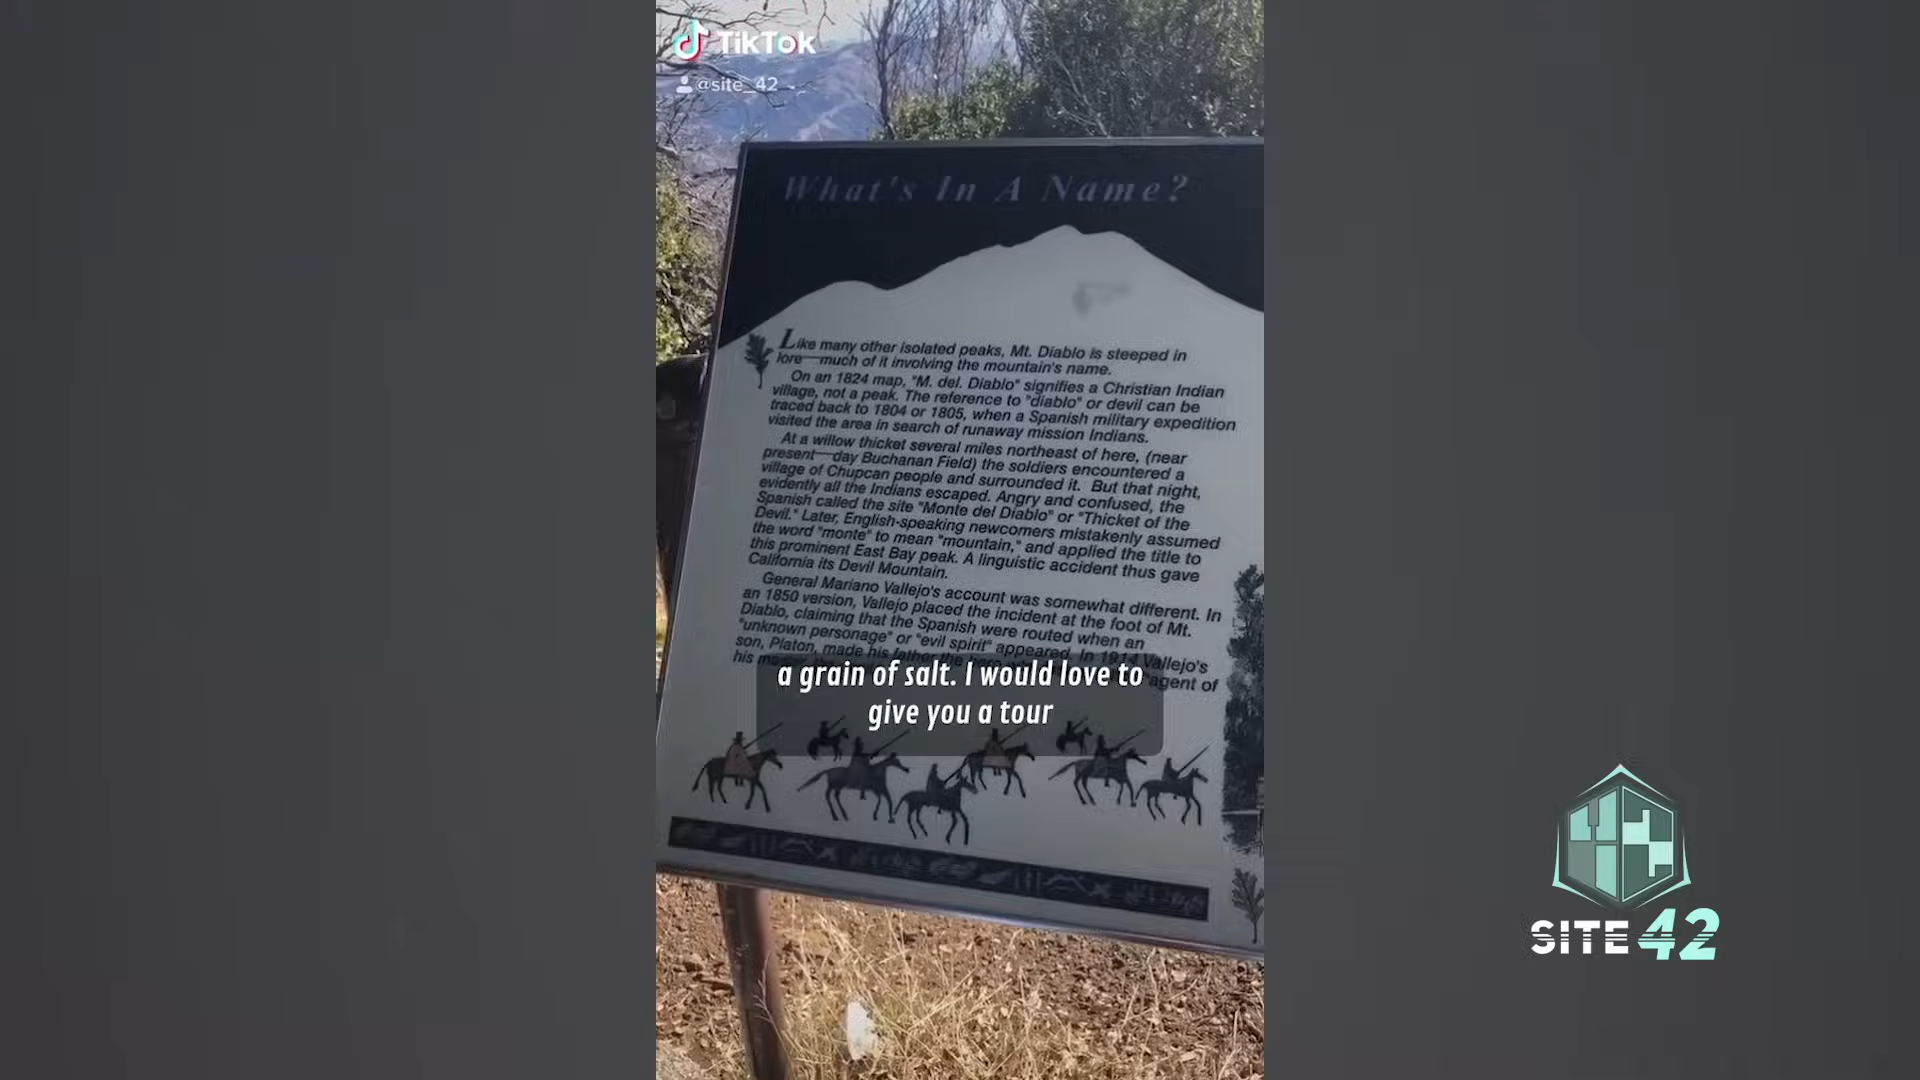 TikTok
@site_42
What's In A Name?
Like many other isolated peaks, Mt. Diablo is steeped in
lore—much of it involving the mountain's name.
On an 1824 map, "M. del. Diablo" signifies a Christian Indian
village, not a peak. The reference to "diablo" or devil can be
traced back to 1804 or 1805, when a Spanish military expedition
visited the area in search of runaway mission Indians.
At a willow thicket several miles northeast of here, (near
present—day Buchanan Field) the soldiers encountered a
village of Chupcan people and surrounded it. But that night,
evidently all the Indians escaped. Angry and confused, the
Spanish called the site "Monte del Diablo" or "Thicket of the
Devil." Later, English-speaking newcomers mistakenly assumed
the word "monte" to mean "mountain," and applied the title to
this prominent East Bay peak. A linguistic accident thus gave
California its Devil Mountain.
General Mariano Vallejo's account was somewhat different. In
an 1850 version, Vallejo placed the incident at the foot of Mt.
Diablo, claiming that the Spanish were routed when an
"unknown personage" or "evil spirit" appeared. In 1914 Vallejo's
son, Platon, made his father the
his agent of
a grain of salt. I would love to
give you a tour
SITE 42